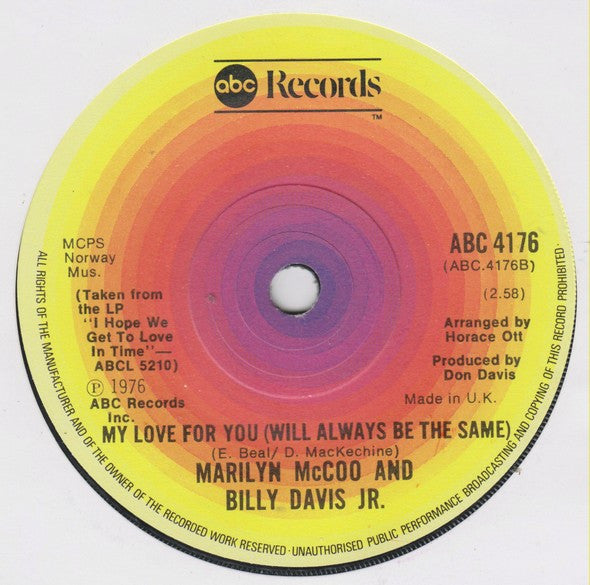 abc Records
TM
MCPS
Norway
Mus.
(Taken from
the LP
"I Hope We
Get To Love
In Time"—
ABCL 5210)
Ⓟ 1976
ABC Records
Inc.
ABC 4176
(ABC.4176B)
(2.58)
Arranged by
Horace Ott
Produced by
Don Davis
Made in U.K.
MY LOVE FOR YOU (WILL ALWAYS BE THE SAME)
(E. Beal/ D. MacKechine)
MARILYN McCOO AND
BILLY DAVIS JR.
ALL RIGHTS OF THE MANUFACTURER AND OF THE OWNER OF THE RECORDED WORK RESERVED·UNAUTHORISED PUBLIC PERFORMANCE BROADCASTING AND COPYING OF THIS RECORD PROHIBITED·